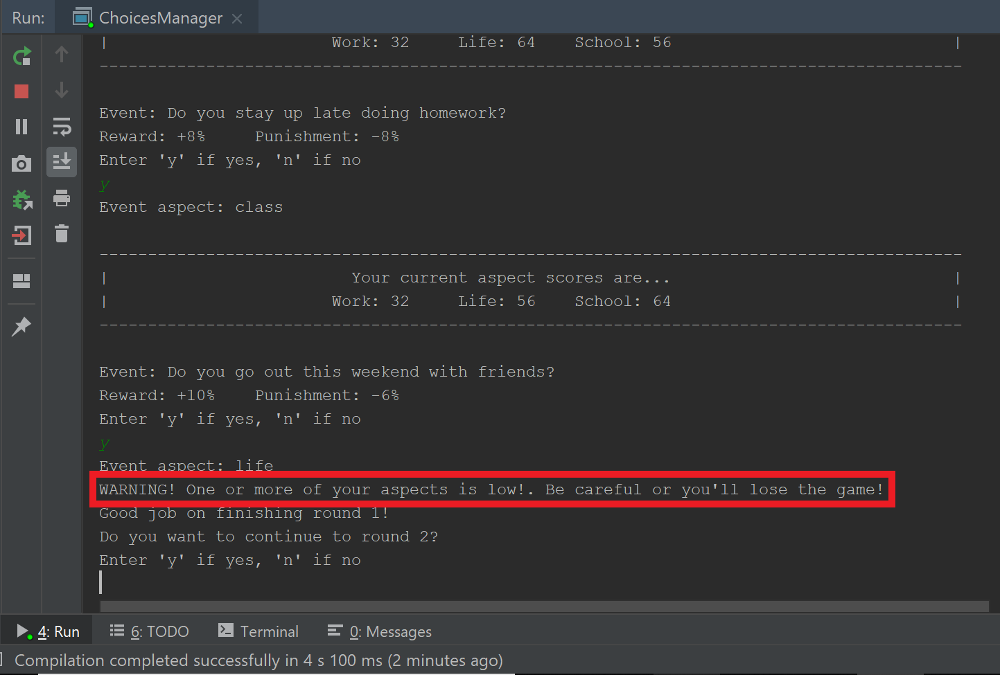 Run: ChoicesManager
| Work: 32 Life: 64 School: 56 |
-----------------------------------------------------------------------------------------
Event: Do you stay up late doing homework?
Reward: +8% Punishment: -8%
Enter 'y' if yes, 'n' if no
y
Event aspect: class
-----------------------------------------------------------------------------------------
| Your current aspect scores are... |
| Work: 32 Life: 56 School: 64 |
-----------------------------------------------------------------------------------------
Event: Do you go out this weekend with friends?
Reward: +10% Punishment: -6%
Enter 'y' if yes, 'n' if no
y
Event aspect: life
WARNING! One or more of your aspects is low!. Be careful or you'll lose the game!
Good job on finishing round 1!
Do you want to continue to round 2?
Enter 'y' if yes, 'n' if no
4: Run 6: TODO Terminal 0: Messages
Compilation completed successfully in 4 s 100 ms (2 minutes ago)